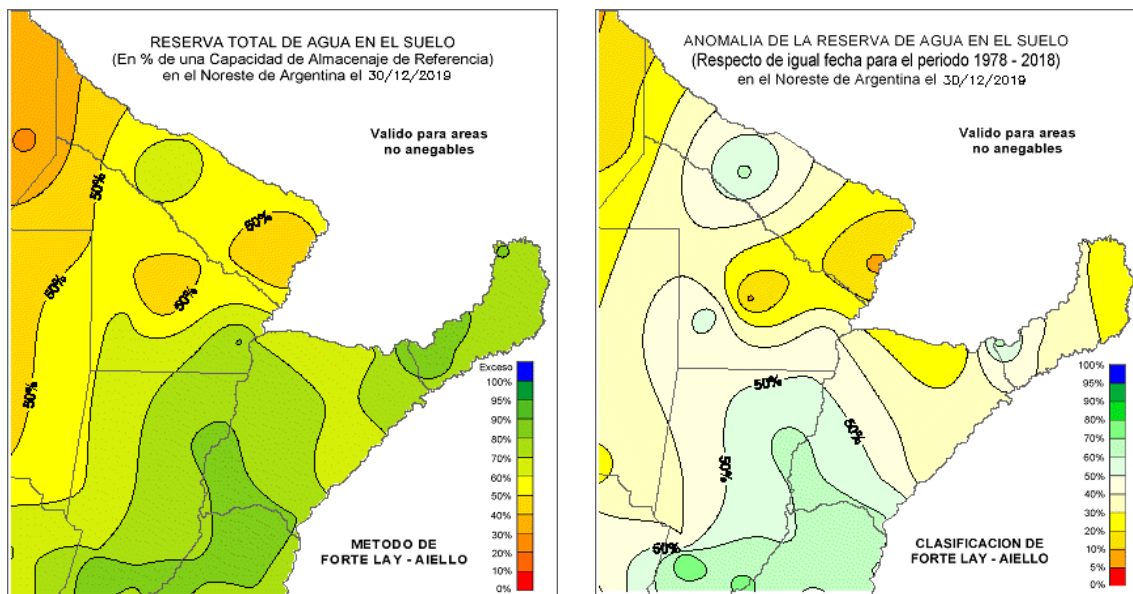 RESERVA TOTAL DE AGUA EN EL SUELO
(En % de una Capacidad de Almacenaje de Referencia)
en el Noreste de Argentina el 30/12/2019
Valido para areas
no anegables
50%
50%
50%
50%
50%
Exceso
100%
95%
90%
80%
70%
60%
50%
40%
30%
20%
10%
0%
METODO DE
FORTE LAY - AIELLO
ANOMALIA DE LA RESERVA DE AGUA EN EL SUELO
(Respecto de igual fecha para el periodo 1978 - 2018)
en el Noreste de Argentina el 30/12/2019
Valido para areas
no anegables
50%
50%
50%
50%
100%
95%
90%
80%
70%
60%
50%
40%
30%
20%
10%
5%
0%
CLASIFICACION DE
FORTE LAY - AIELLO